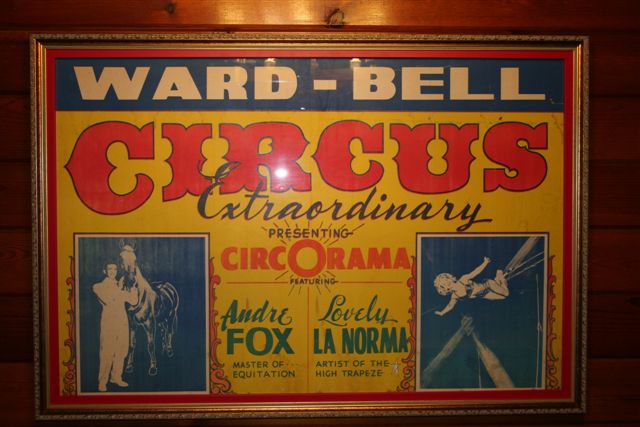 WARD-BELL
CIRCUS
Extraordinary
PRESENTING
CIRCORAMA
FEATURING
Andre
FOX
MASTER OF
EQUITATION
Lovely
LA NORMA
ARTIST OF THE
HIGH TRAPEZE